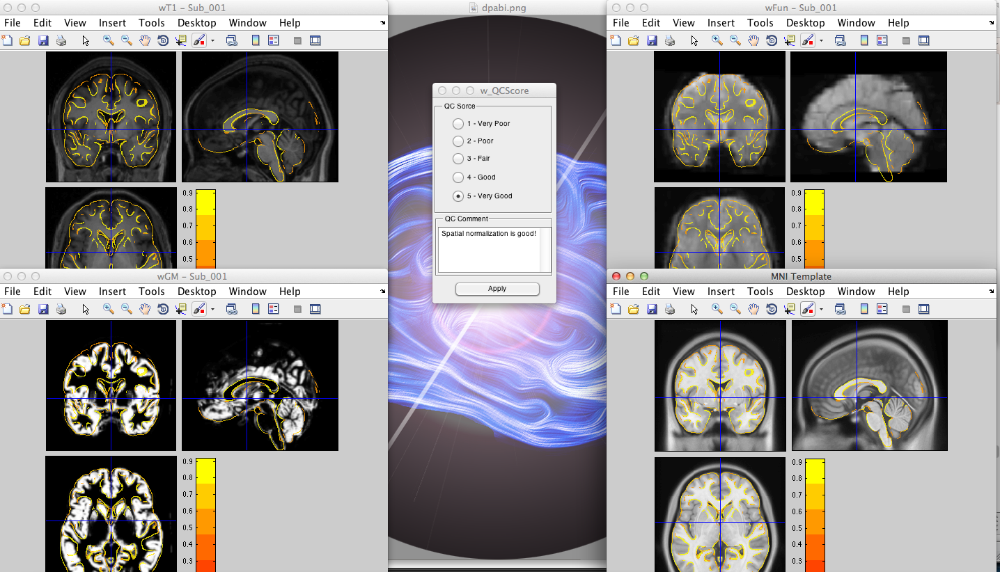 wT1 - Sub_001
File Edit View Insert Tools Desktop Window Help
0.9
0.7
0.6
0.5
dpabi.png
w_QCScore
QC Sorce
1 - Very Poor
2 - Poor
3 - Fair
4 - Good
5 - Very Good
QC Comment
Spatial normalization is good!
Apply
wFun - Sub_001
File Edit View Insert Tools Desktop Window Help
0.9
0.7
0.6
0.5
wGM - Sub_001
File Edit View Insert Tools Desktop Window Help
0.9
0.8
0.7
0.6
0.5
0.4
0.3
MNI Template
File Edit View Insert Tools Desktop Window Help
0.9
0.8
0.7
0.6
0.5
0.4
0.3